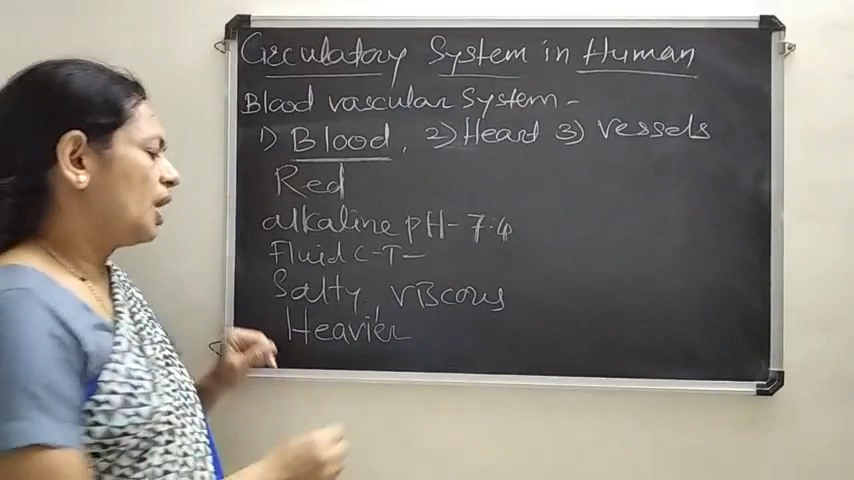 Circulatory System in Human
Blood vascular System -
1) Blood, 2) Heart 3) Vessels
Red
alkaline pH- 7.4
Fluid C-T-
Salty, viscous
Heavier